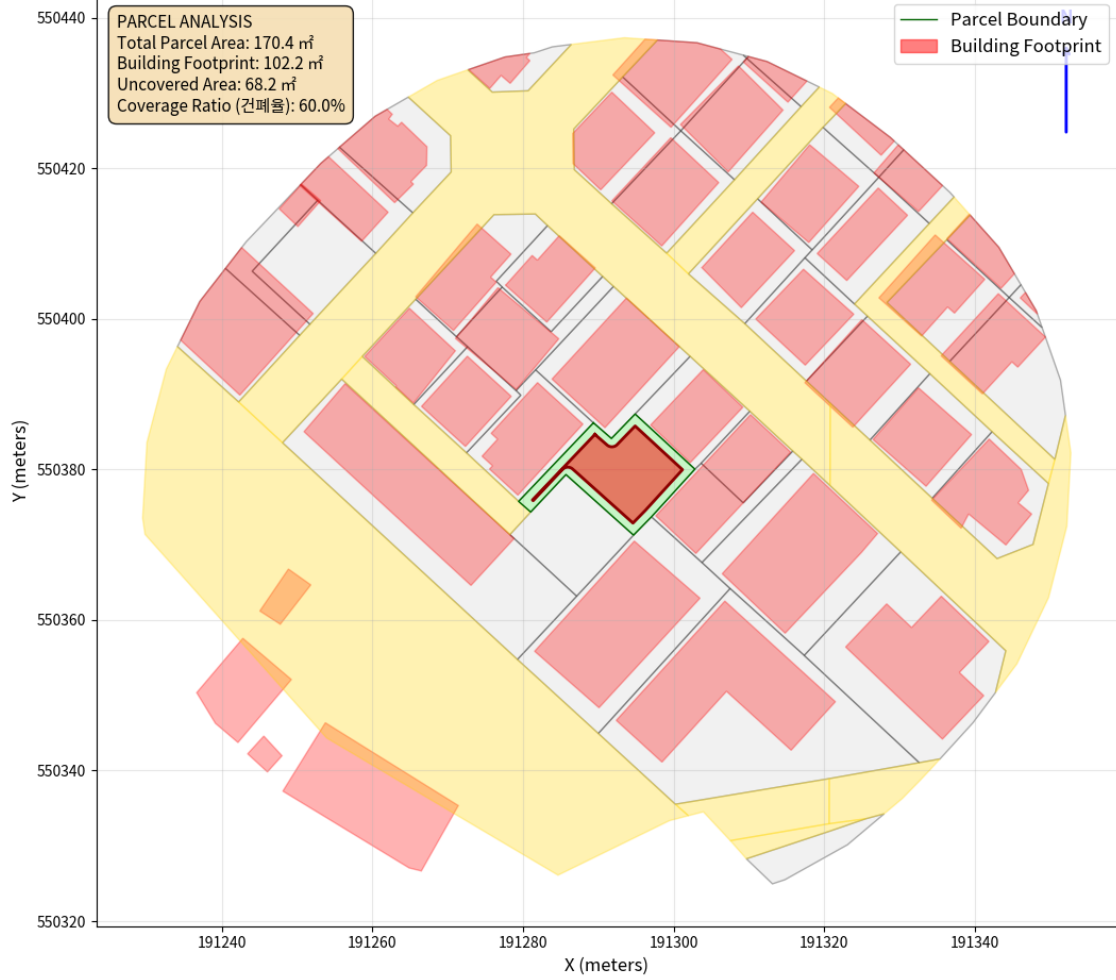 PARCEL ANALYSIS
Total Parcel Area: 170.4 ㎡
Building Footprint: 102.2 ㎡
Uncovered Area: 68.2 ㎡
Coverage Ratio (건폐율): 60.0%
N
Parcel Boundary
Building Footprint
Y (meters)
550440
550420
550400
550380
550360
550340
550320
191240 191260 191280 191300 191320 191340
X (meters)